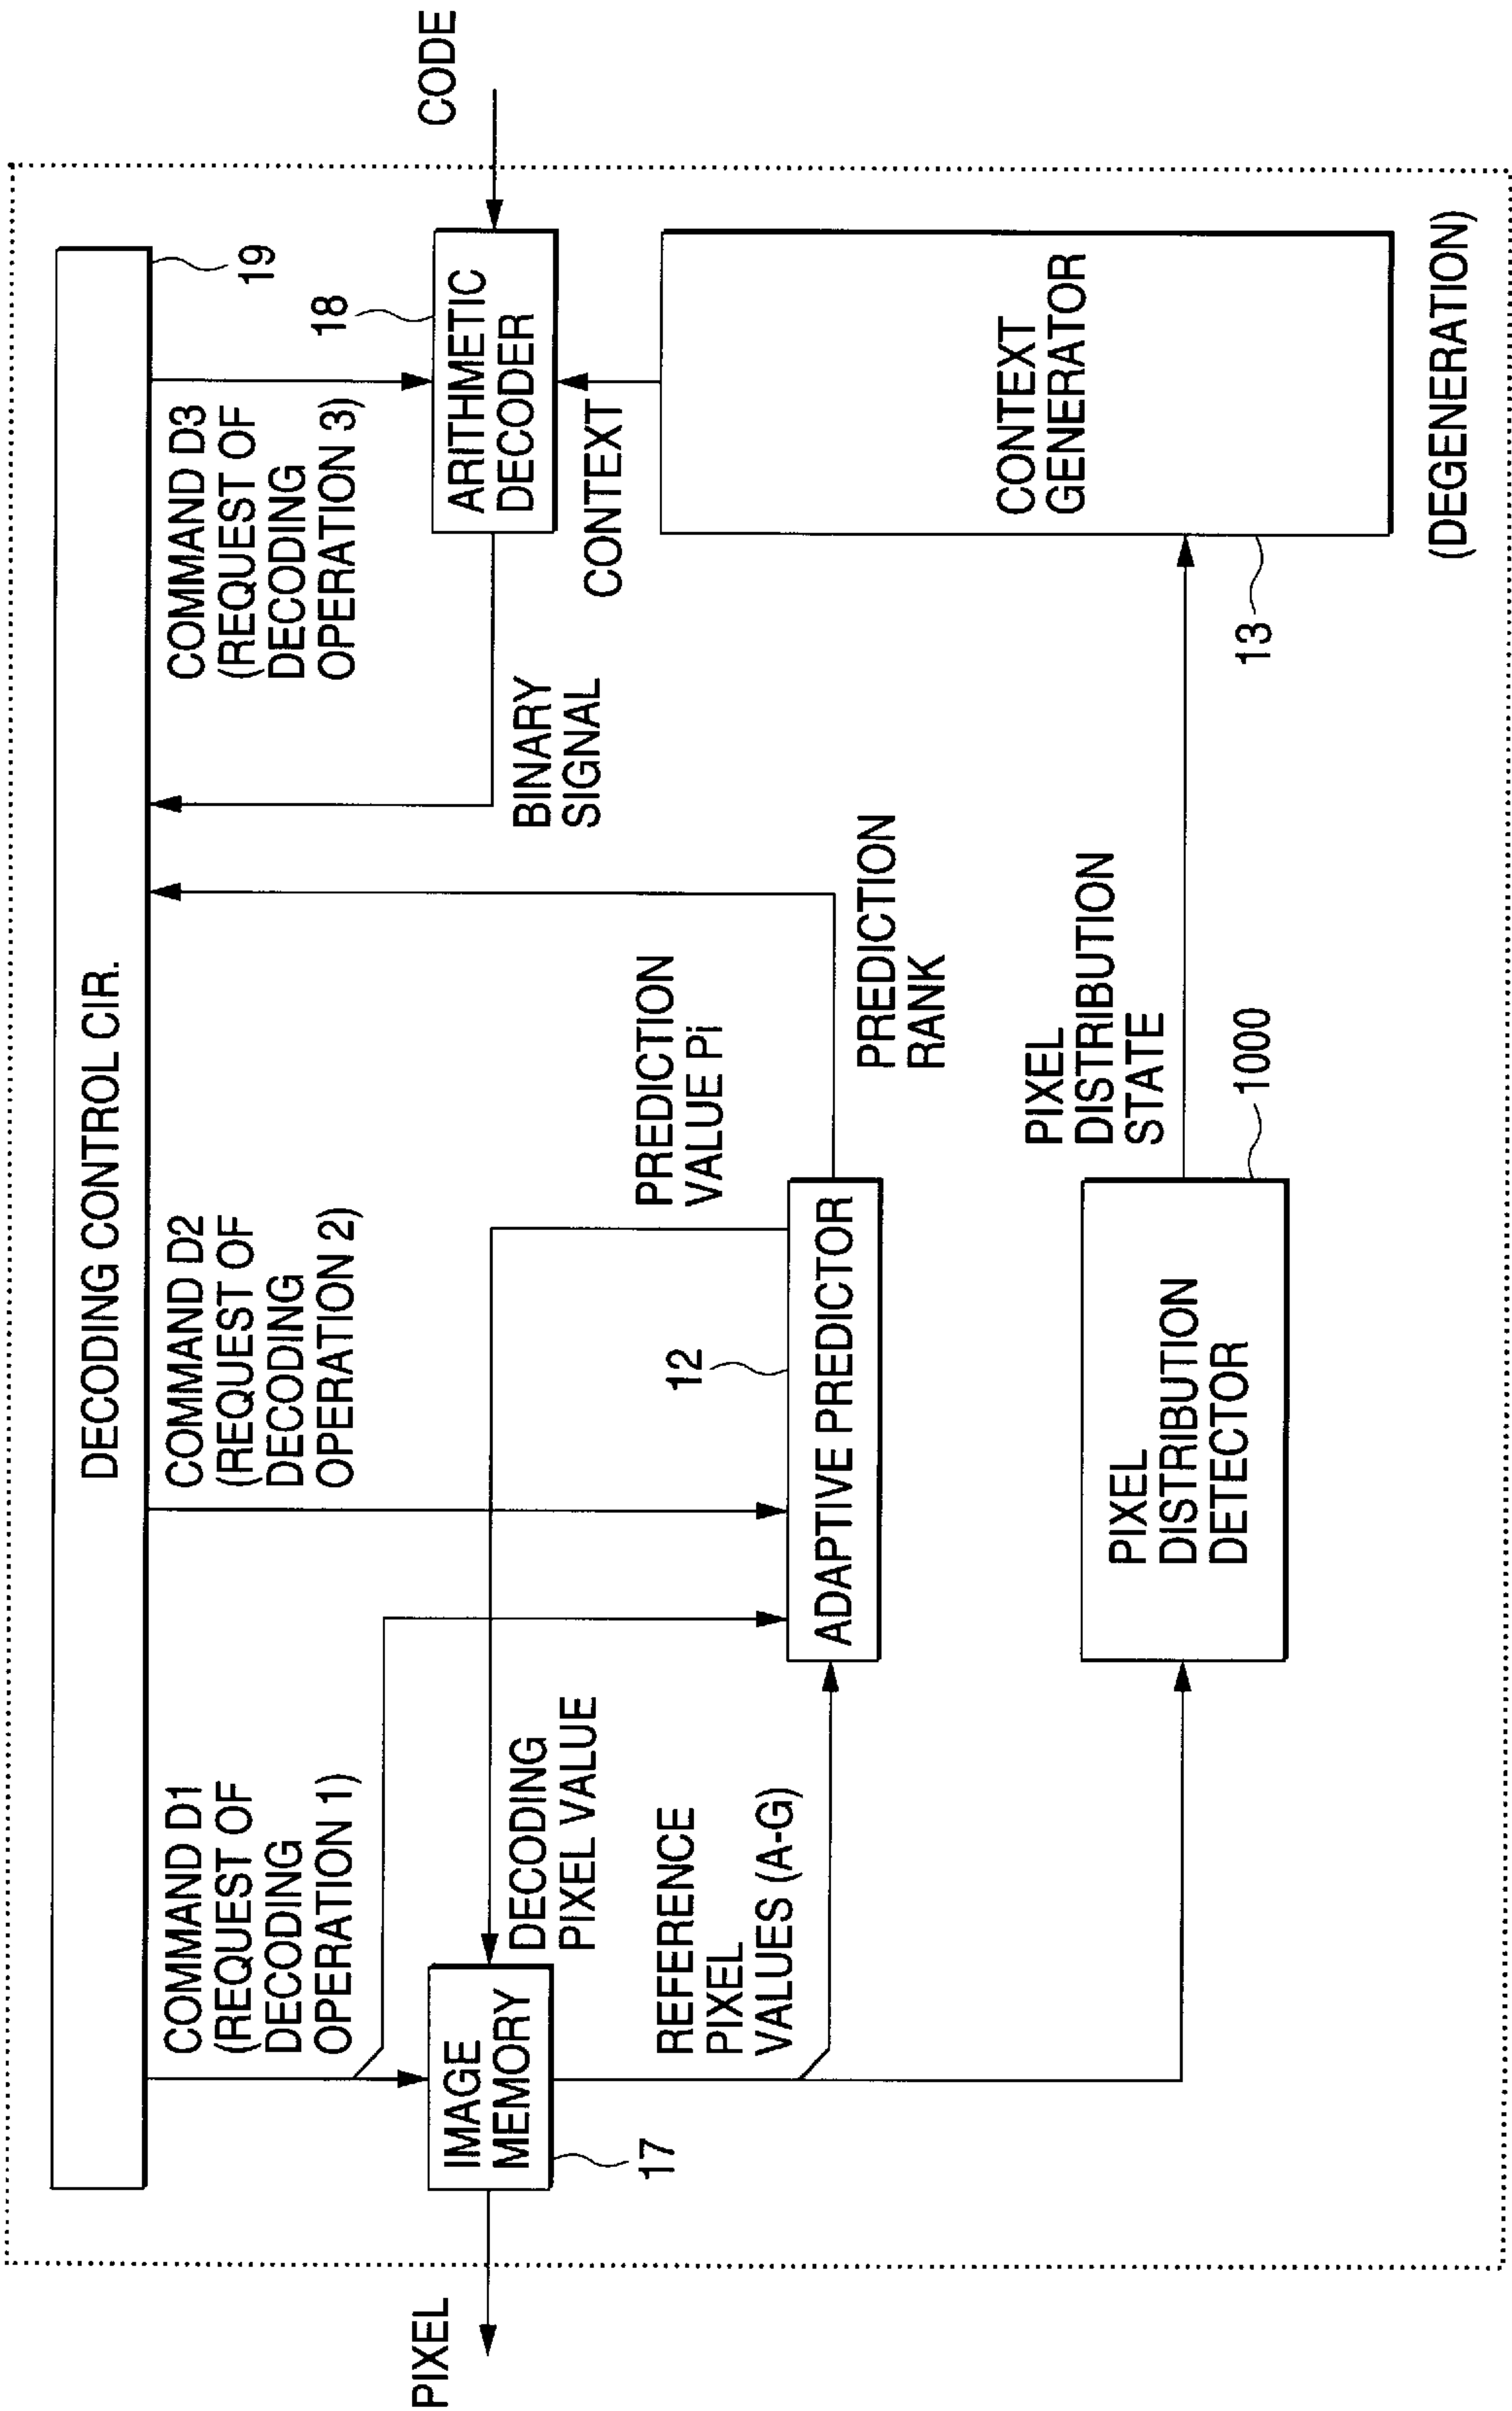 DECODING CONTROL CIR.
19
COMMAND D1
(REQUEST OF
DECODING
OPERATION 1)
COMMAND D2
(REQUEST OF
DECODING
OPERATION 2)
COMMAND D3
(REQUEST OF
DECODING
OPERATION 3)
18
PIXEL
IMAGE
MEMORY
17
DECODING
PIXEL VALUE
PREDICTION
VALUE Pi
BINARY
SIGNAL
ARITHMETIC
DECODER
CODE
CONTEXT
REFERENCE
PIXEL
VALUES (A-G)
12
ADAPTIVE PREDICTOR
PREDICTION
RANK
PIXEL
DISTRIBUTION
DETECTOR
1000
PIXEL
DISTRIBUTION
STATE
13
CONTEXT
GENERATOR
(DEGENERATION)